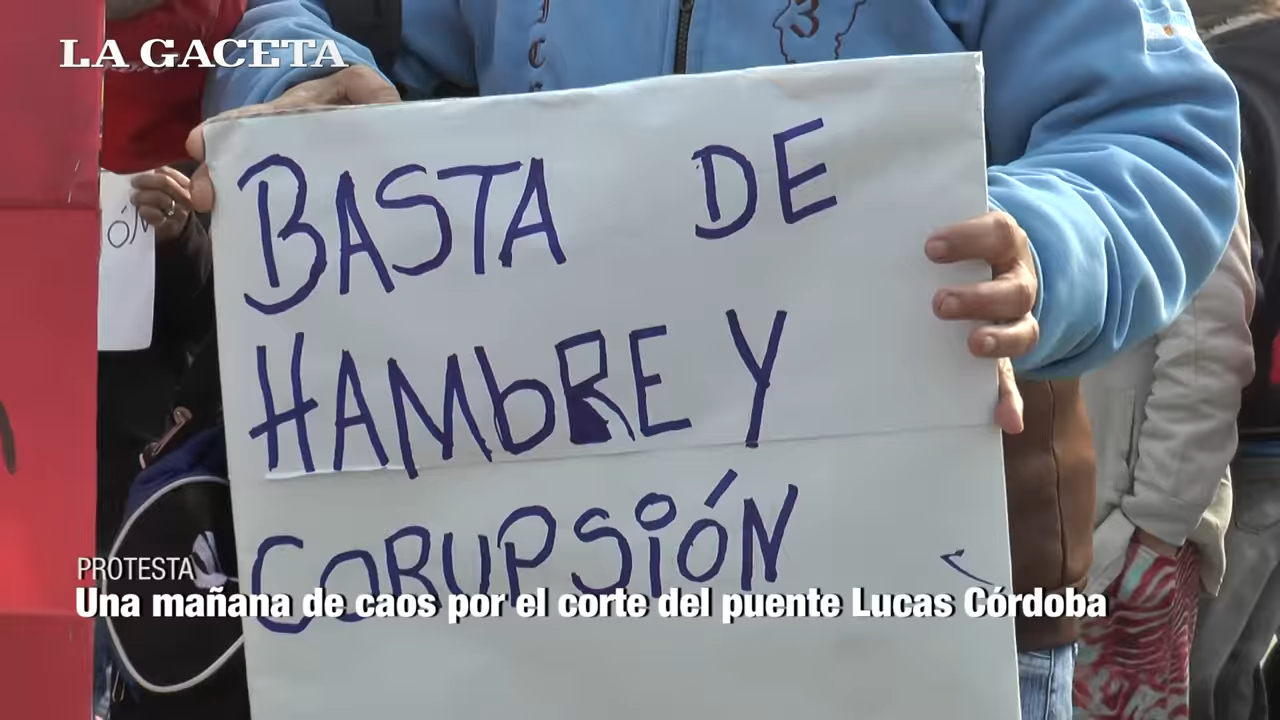 LA GACETA
BASTA DE
HAMbRE Y
CORUPSiÓN
PROTESTA
Una mañana de caos por el corte del puente Lucas Córdoba